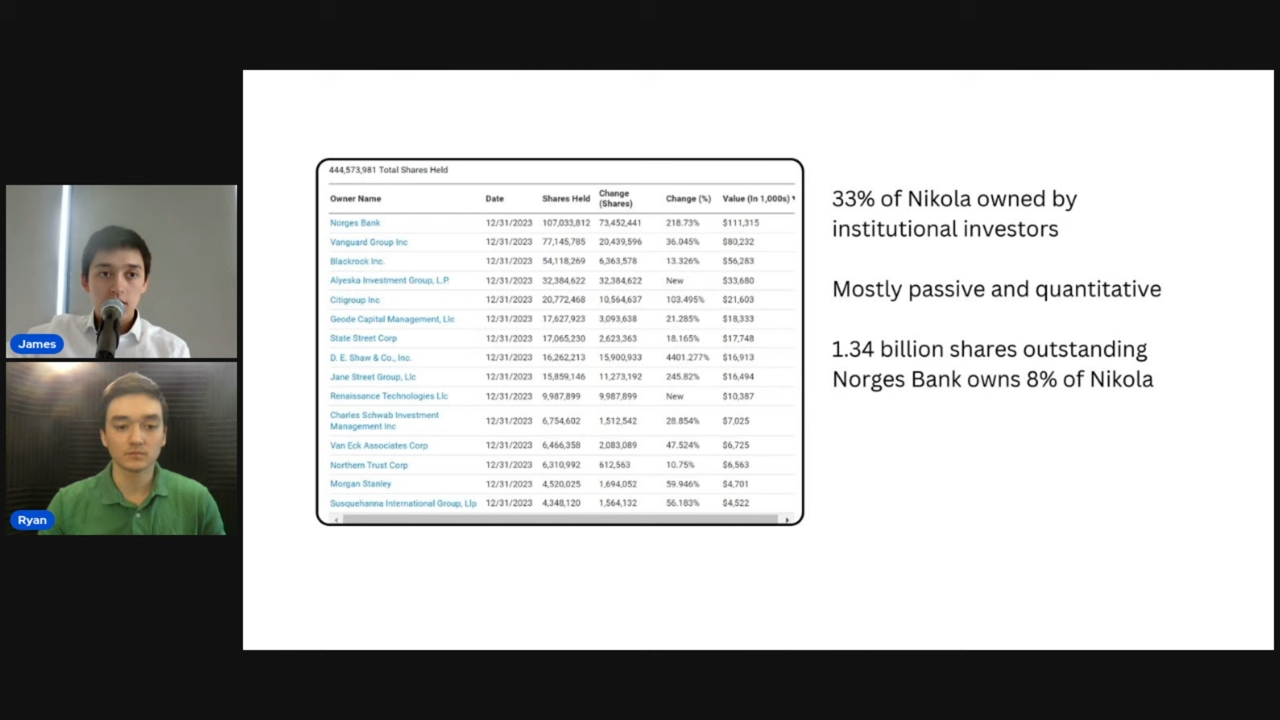 James
Ryan
444,573,981 Total Shares Held
Owner Name Date Shares Held Change (Shares) Change (%) Value (In 1,000s)
Norges Bank 12/31/2023 107,033,812 73,452,441 218.73% $111,315
Vanguard Group Inc 12/31/2023 77,145,785 20,439,596 36.045% $80,232
Blackrock Inc. 12/31/2023 54,118,269 6,363,578 13.326% $56,283
Alyeska Investment Group, L.P. 12/31/2023 32,384,622 32,384,622 New $33,680
Citigroup Inc 12/31/2023 20,772,468 10,564,637 103.495% $21,603
Geode Capital Management, Llc 12/31/2023 17,627,923 3,093,638 21.285% $18,333
State Street Corp 12/31/2023 17,065,230 2,623,363 18.165% $17,748
D. E. Shaw & Co., Inc. 12/31/2023 16,262,213 15,900,933 4401.277% $16,913
Jane Street Group, Llc 12/31/2023 15,859,146 11,273,192 245.82% $16,494
Renaissance Technologies Llc 12/31/2023 9,987,899 9,987,899 New $10,387
Charles Schwab Investment
Management Inc 12/31/2023 6,754,602 1,512,542 28.854% $7,025
Van Eck Associates Corp 12/31/2023 6,466,358 2,083,089 47.524% $6,725
Northern Trust Corp 12/31/2023 6,310,992 612,563 10.75% $6,563
Morgan Stanley 12/31/2023 4,520,025 1,694,052 59.946% $4,701
Susquehanna International Group, Llp 12/31/2023 4,348,120 1,564,132 56.183% $4,522
33% of Nikola owned by
institutional investors
Mostly passive and quantitative
1.34 billion shares outstanding
Norges Bank owns 8% of Nikola